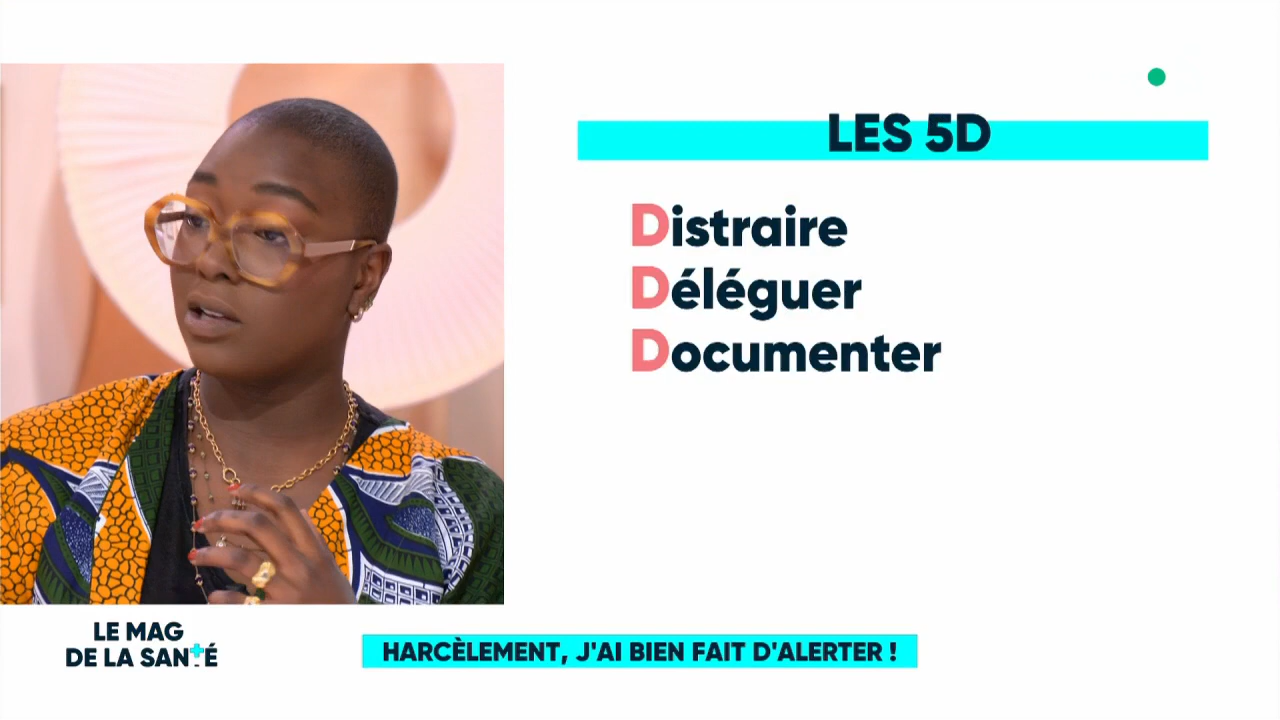 LES 5D
Distraire
Déléguer
Documenter
LE MAG
DE LA SANTÉ
HARCÈLEMENT, J'AI BIEN FAIT D'ALERTER !